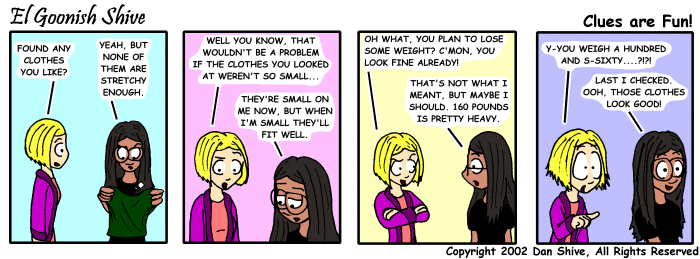 El Goonish Shive
Clues are Fun!
FOUND ANY
CLOTHES
YOU LIKE?
YEAH, BUT
NONE OF
THEM ARE
STRETCHY
ENOUGH.
WELL YOU KNOW, THAT
WOULDN'T BE A PROBLEM
IF THE CLOTHES YOU LOOKED
AT WEREN'T SO SMALL...
THEY'RE SMALL ON
ME NOW, BUT WHEN
I'M SMALL THEY'LL
FIT WELL.
OH WHAT, YOU PLAN TO LOSE
SOME WEIGHT? C'MON, YOU
LOOK FINE ALREADY!
THAT'S NOT WHAT I
MEANT, BUT MAYBE I
SHOULD. 160 POUNDS
IS PRETTY HEAVY.
Y-YOU WEIGH A HUNDRED
AND S-SIXTY....?!?!
LAST I CHECKED.
OOH, THOSE CLOTHES
LOOK GOOD!
Copyright 2002 Dan Shive, All Rights Reserved